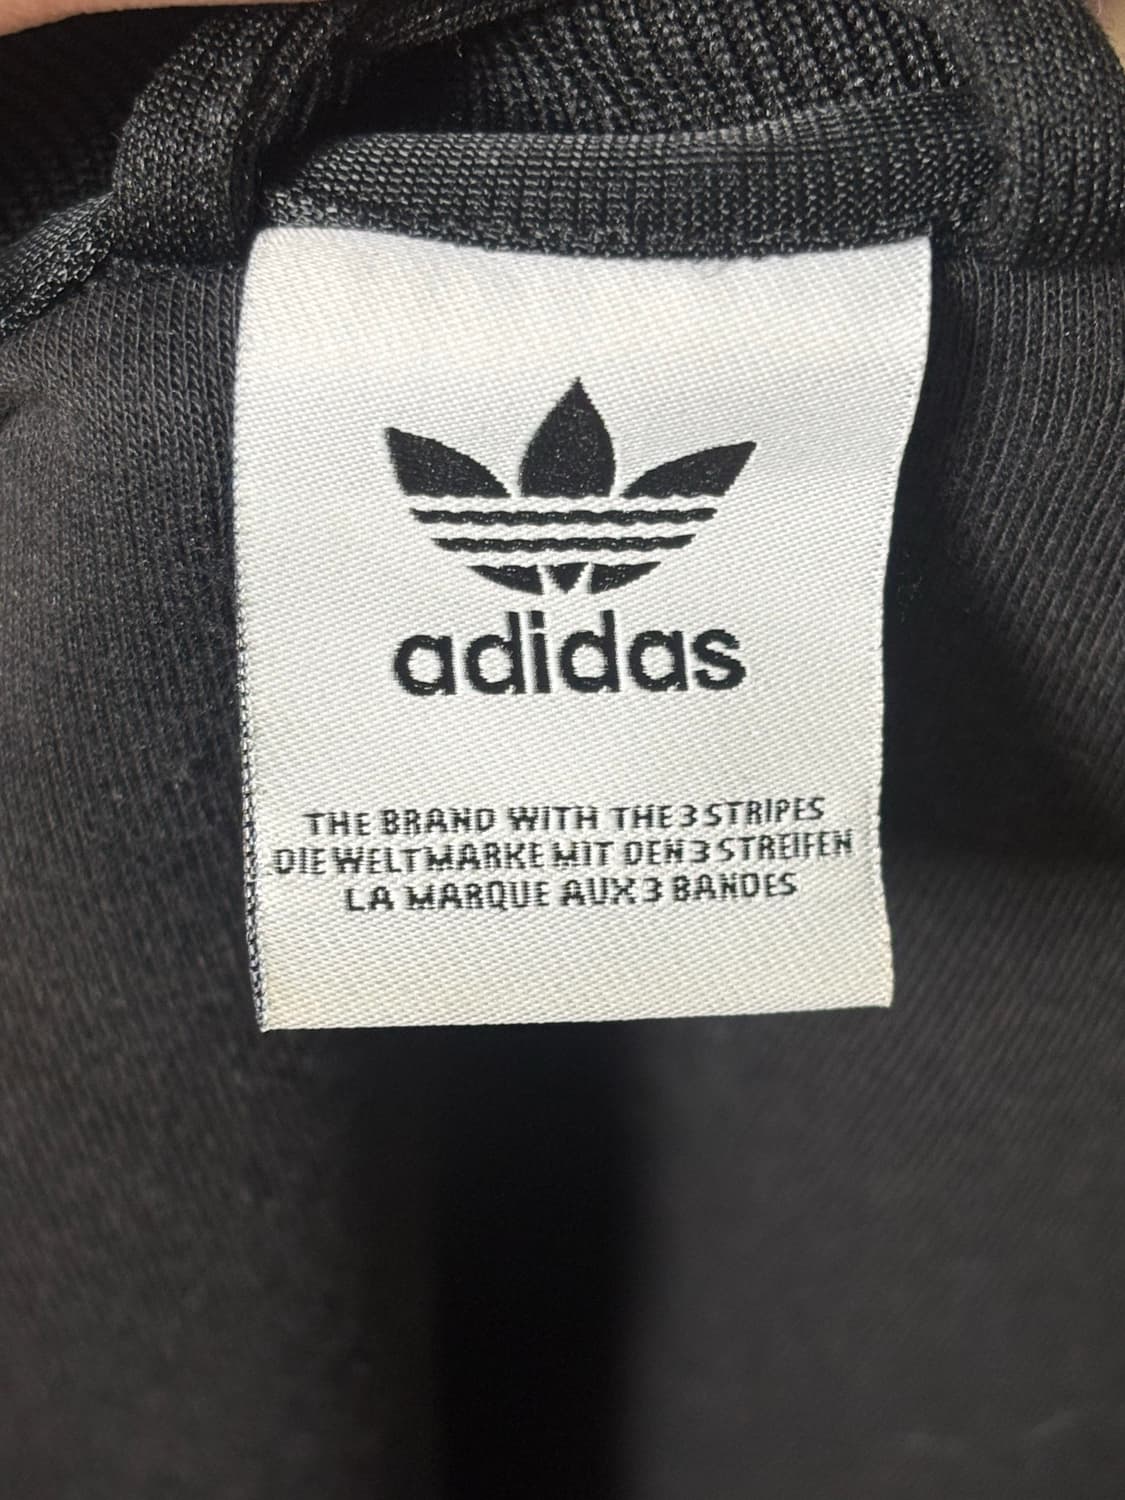 adidas
THE BRAND WITH THE 3 STRIPES
DIE WELTMARKE MIT DEN 3 STREIFEN
LA MARQUE AUX 3 BANDES